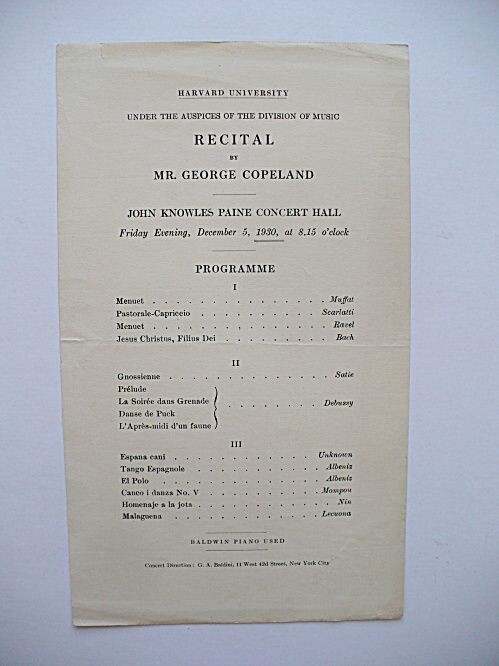 HARVARD UNIVERSITY
UNDER THE AUSPICES OF THE DIVISION OF MUSIC
RECITAL
BY
MR. GEORGE COPELAND
JOHN KNOWLES PAINE CONCERT HALL
Friday Evening, December 5, 1930, at 8.15 o'clock
PROGRAMME
I
Menuet . . . . . . . . . . . . . . . Muffat
Pastorale-Capriccio . . . . . . . . . . . Scarlatti
Menuet . . . . . . . . . . . . . . . Ravel
Jesus Christus, Filius Dei . . . . . . . . . Bach
II
Gnossienne . . . . . . . . . . . . . Satie
Prélude
La Soirée dans Grenade } . . . . . . . . Debussy
Danse de Puck
L'Après-midi d'un faune
III
Espana cani . . . . . . . . . . . Unknown
Tango Espagnole . . . . . . . . . . . Albeniz
El Polo . . . . . . . . . . . . . Albeniz
Canco i danza No. V . . . . . . . . . Mompou
Homenaje a la jota . . . . . . . . . . . Nin
Malaguena . . . . . . . . . . . Lecuona
BALDWIN PIANO USED
Concert Direction: G. A. Baldini, 11 West 42d Street, New York City